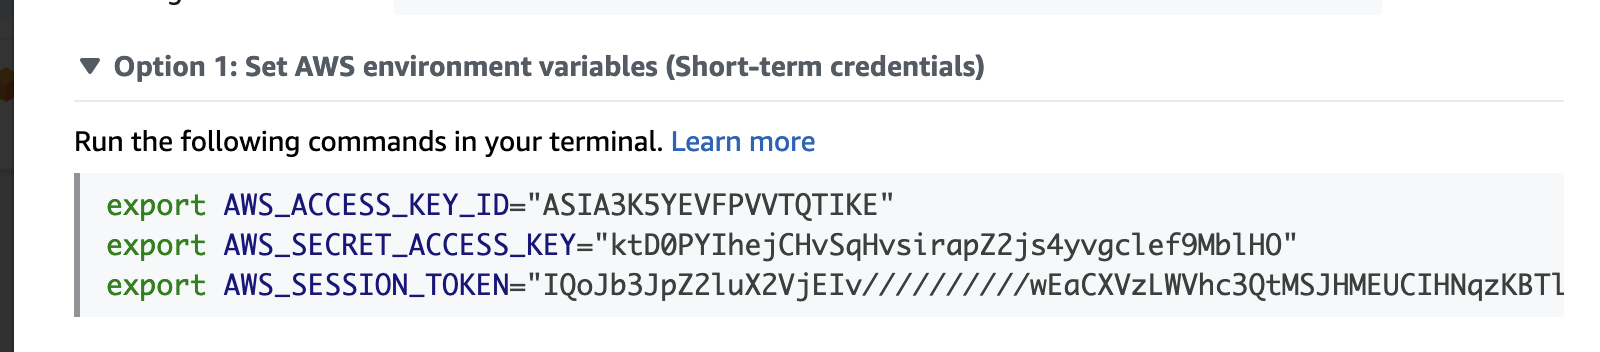 Option 1: Set AWS environment variables (Short-term credentials)
Run the following commands in your terminal. Learn more
export AWS_ACCESS_KEY_ID="ASIA3K5YEVFPVVTQTIKE"
export AWS_SECRET_ACCESS_KEY="ktD0PYIhejCHvSqHvsirapZ2js4yvgclef9MblHO"
export AWS_SESSION_TOKEN="IQoJb3JpZ2luX2VjEIv//////////wEaCXVzLWVhc3QtMSJHMEUCIHNqzKBTl